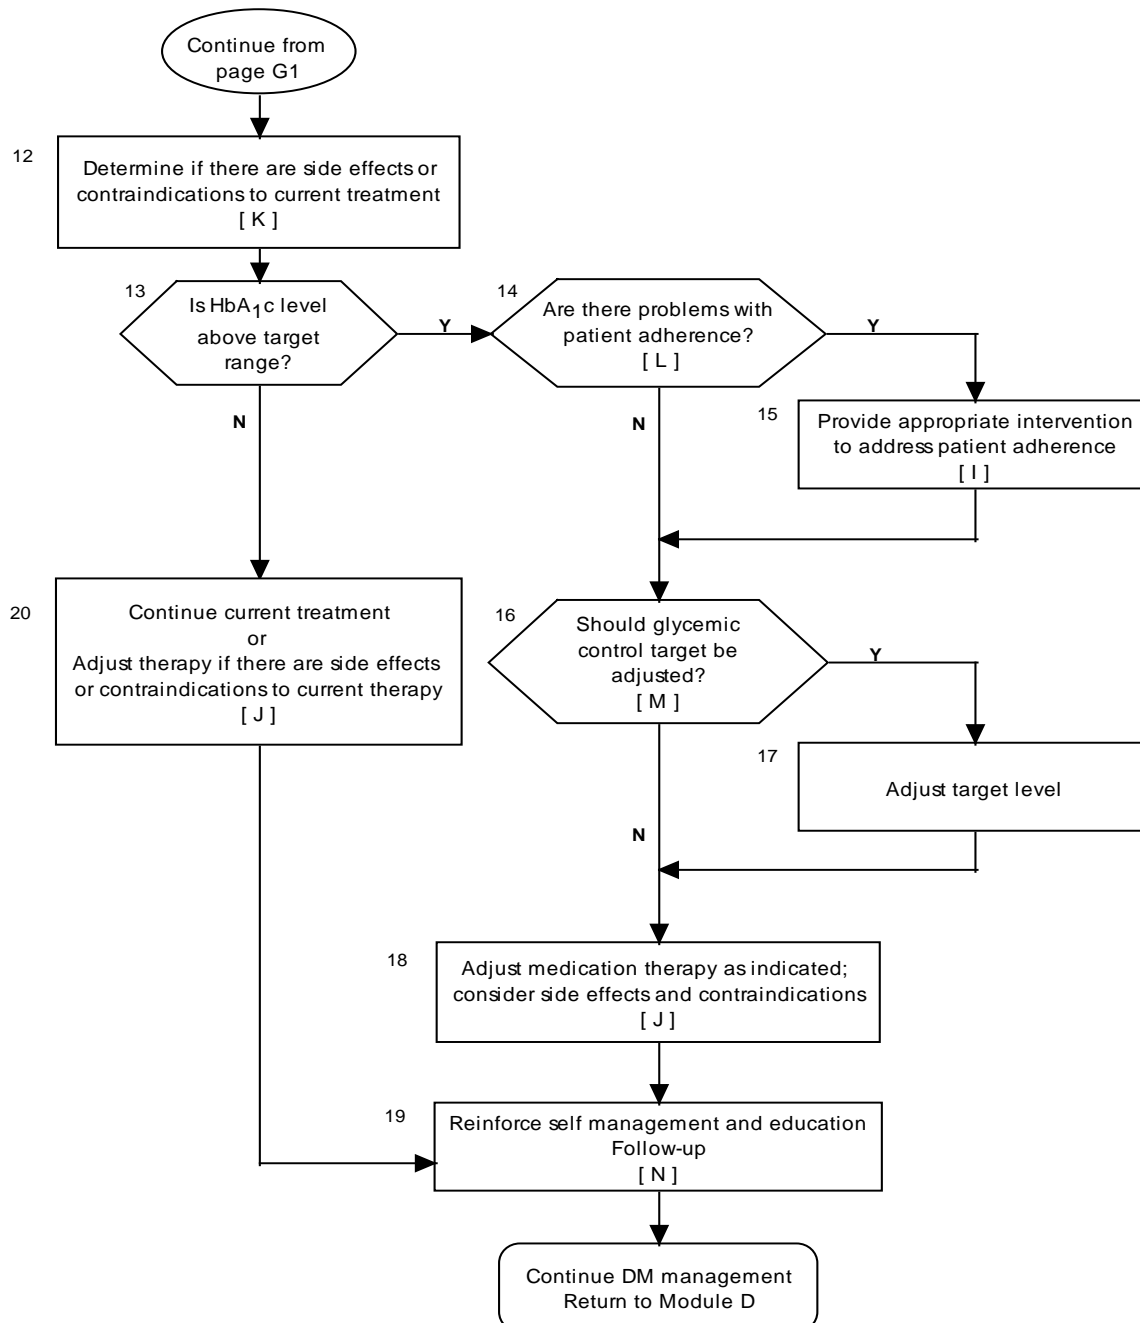 Continue from
page G1
12
Determine if there are side effects or
contraindications to current treatment
[ K ]
13
Is HbA1c level
above target
range?
Y
N
14
Are there problems with
patient adherence?
[ L ]
Y
N
15
Provide appropriate intervention
to address patient adherence
[ I ]
20
Continue current treatment
or
Adjust therapy if there are side effects
or contraindications to current therapy
[ J ]
16
Should glycemic
control target be
adjusted?
[ M ]
Y
N
17
Adjust target level
18
Adjust medication therapy as indicated;
consider side effects and contraindications
[ J ]
19
Reinforce self management and education
Follow-up
[ N ]
Continue DM management
Return to Module D